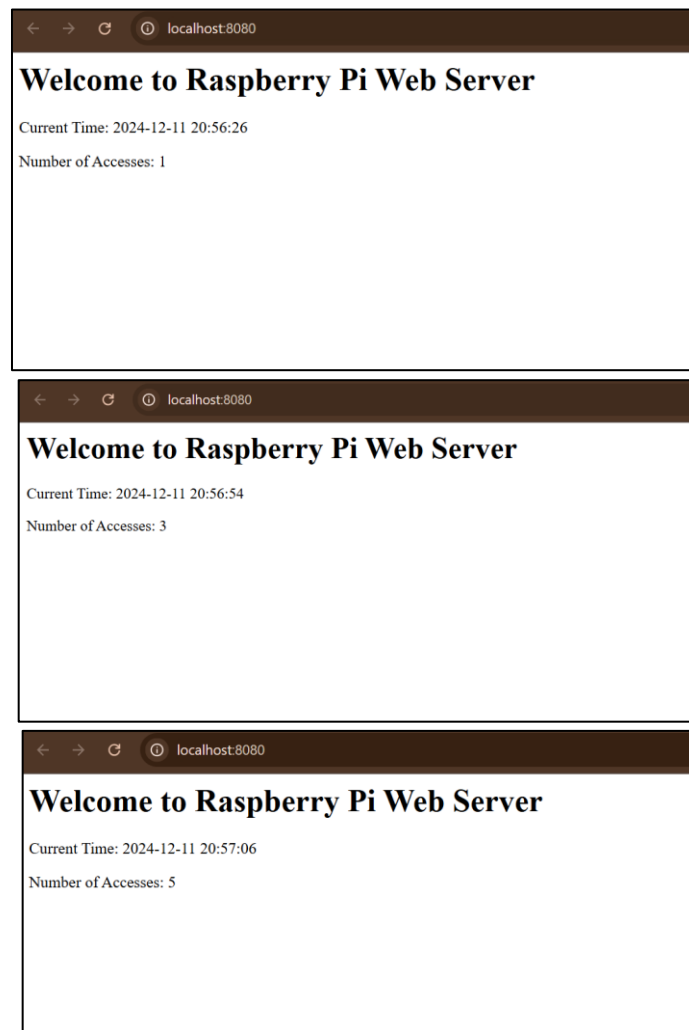 localhost:8080
Welcome to Raspberry Pi Web Server
Current Time: 2024-12-11 20:56:26
Number of Accesses: 1
localhost:8080
Welcome to Raspberry Pi Web Server
Current Time: 2024-12-11 20:56:54
Number of Accesses: 3
localhost:8080
Welcome to Raspberry Pi Web Server
Current Time: 2024-12-11 20:57:06
Number of Accesses: 5